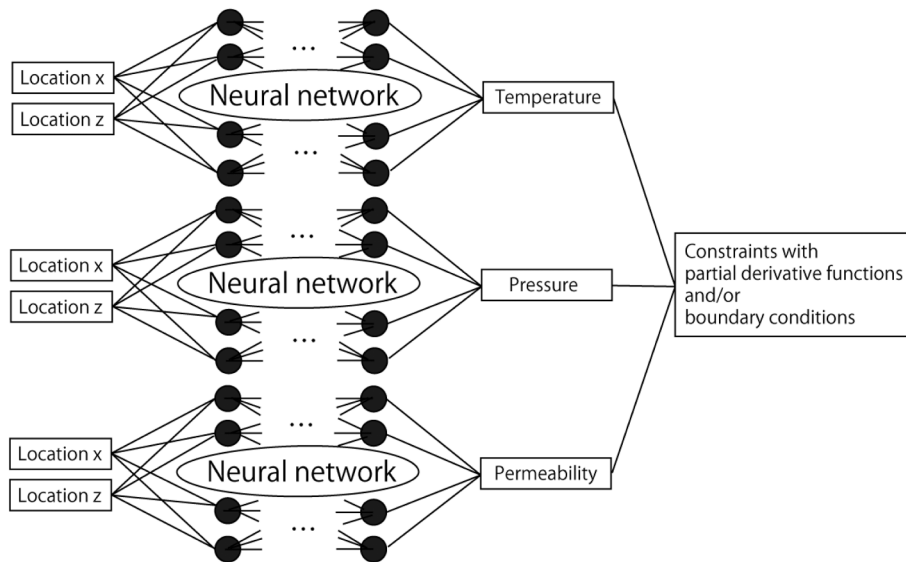 Location x
Location z
...
Neural network
...
Temperature
Location x
Location z
...
Neural network
...
Pressure
Constraints with
partial derivative functions
and/or
boundary conditions
Location x
Location z
...
Neural network
...
Permeability